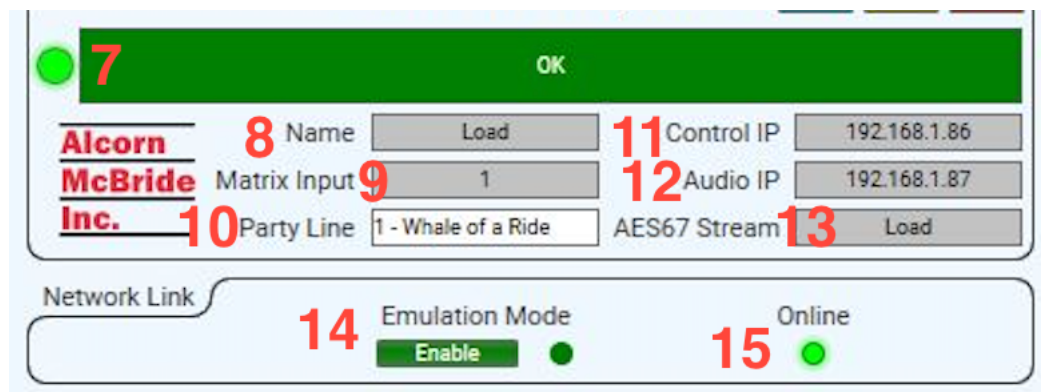 7 OK
Alcorn
McBride
Inc.
8 Name Load
9 Matrix Input 1
10 Party Line 1 - Whale of a Ride
11 Control IP 192.168.1.86
12 Audio IP 192.168.1.87
13 AES67 Stream Load
Network Link
14 Emulation Mode
Enable
15 Online